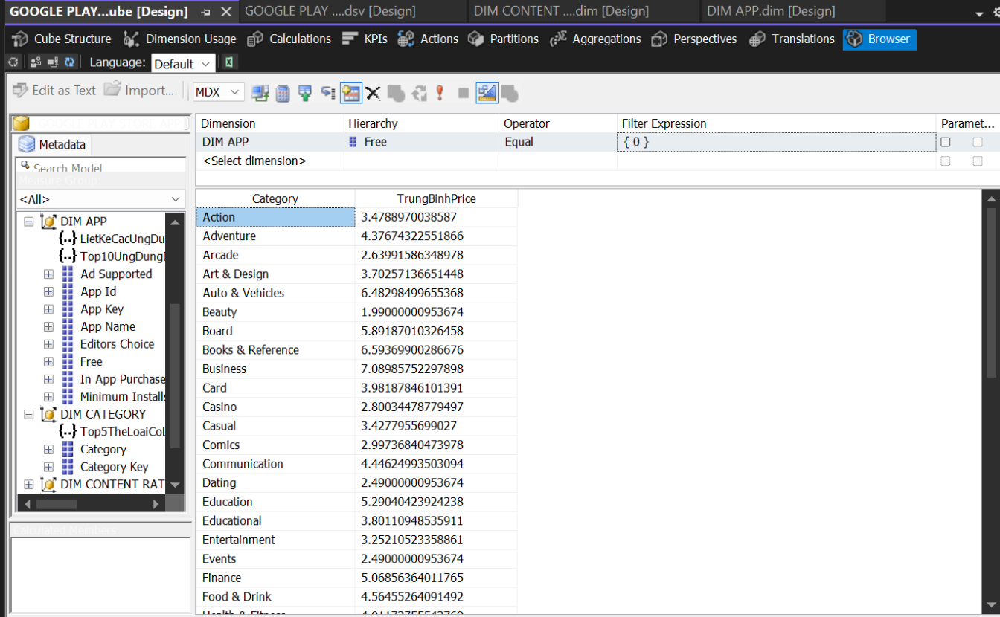 GOOGLE PLAY...ube [Design]
GOOGLE PLAY ....dsv [Design]
DIM CONTENT ....dim [Design]
DIM APP.dim [Design]
Cube Structure
Dimension Usage
Calculations
KPIs
Actions
Partitions
Aggregations
Perspectives
Translations
Browser
Language: Default
Edit as Text
Import...
MDX
GOOGLE PLAY STORE APP
Metadata
Search Model
Measure Group:
<All>
DIM APP
LietKeCacUngDu
Top10UngDung
Ad Supported
App Id
App Key
App Name
Editors Choice
Free
In App Purchase
Minimum Installs
DIM CATEGORY
Top5TheLoaiCoL
Category
Category Key
DIM CONTENT RAT
Calculated Members
Dimension Hierarchy Operator Filter Expression Paramet...
DIM APP Free Equal { 0 }
<Select dimension>
Category TrungBinhPrice
Action 3.4788970038587
Adventure 4.37674322551866
Arcade 2.63991586348978
Art & Design 3.70257136651448
Auto & Vehicles 6.48298499655368
Beauty 1.99000000953674
Board 5.89187010326458
Books & Reference 6.59369900286676
Business 7.08985752297898
Card 3.98187846101391
Casino 2.80034478779497
Casual 3.4277955699027
Comics 2.99736840473978
Communication 4.44624993503094
Dating 2.49000000953674
Education 5.29040423924238
Educational 3.80110948535911
Entertainment 3.25210523358861
Events 2.49000000953674
Finance 5.06856364011765
Food & Drink 4.56455264091492
Health & Fitness